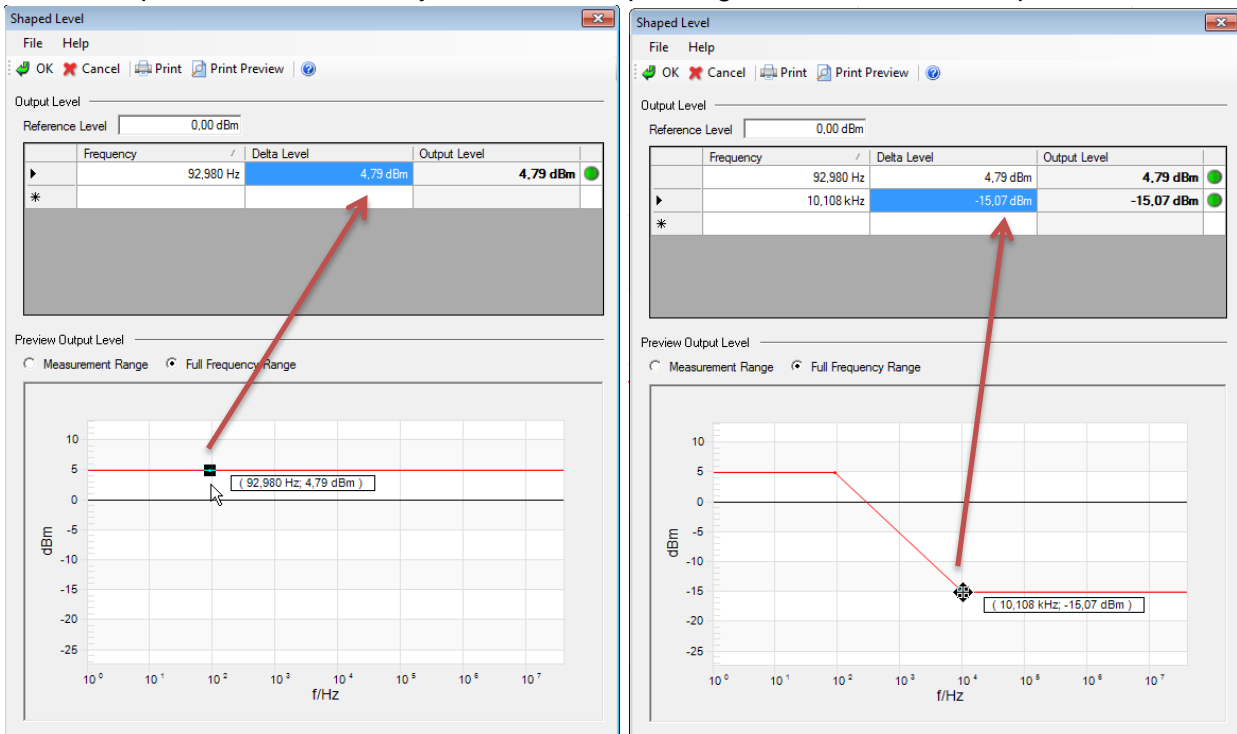 Shaped Level
File Help
OK Cancel Print Print Preview
Output Level
Reference Level 0,00 dBm
Frequency Delta Level Output Level
92,980 Hz 4,79 dBm 4,79 dBm
Preview Output Level
Measurement Range Full Frequency Range
10
5
0
-5
-10
-15
-20
-25
dBm
( 92,980 Hz; 4,79 dBm )
10^0 10^1 10^2 10^3 10^4 10^5 10^6 10^7
f/HZ
Shaped Level
File Help
OK Cancel Print Print Preview
Output Level
Reference Level 0,00 dBm
Frequency Delta Level Output Level
92,980 Hz 4,79 dBm 4,79 dBm
10,108 kHz -15,07 dBm -15,07 dBm
Preview Output Level
Measurement Range Full Frequency Range
10
5
0
-5
-10
-15
-20
-25
dBm
( 10,108 kHz; -15,07 dBm )
10^0 10^1 10^2 10^3 10^4 10^5 10^6 10^7
f/HZ